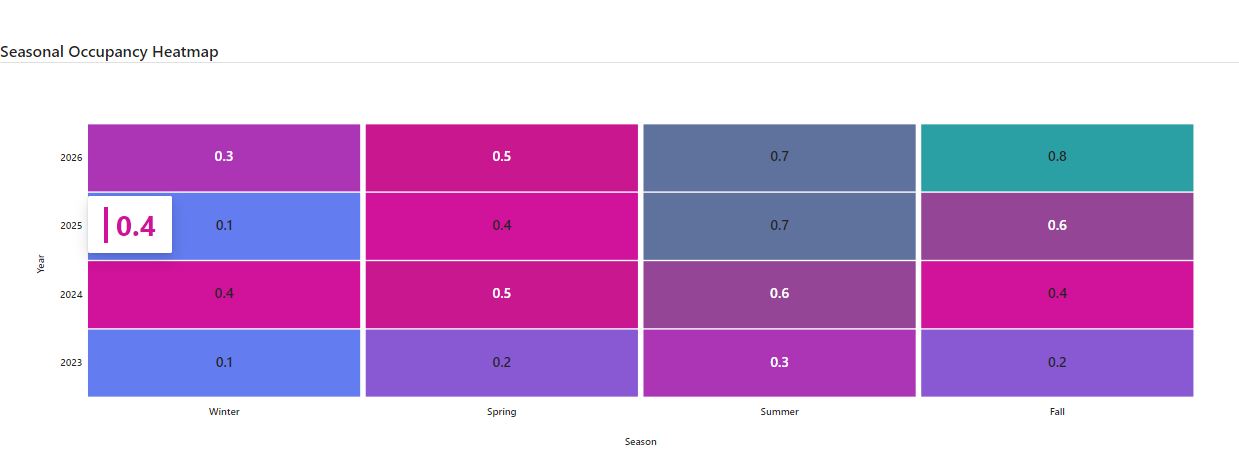 Seasonal Occupancy Heatmap
2026 0.3 0.5 0.7 0.8
2025 0.4 0.1 0.4 0.7 0.6
Year
2024 0.4 0.5 0.6 0.4
2023 0.1 0.2 0.3 0.2
Winter Spring Summer Fall
Season